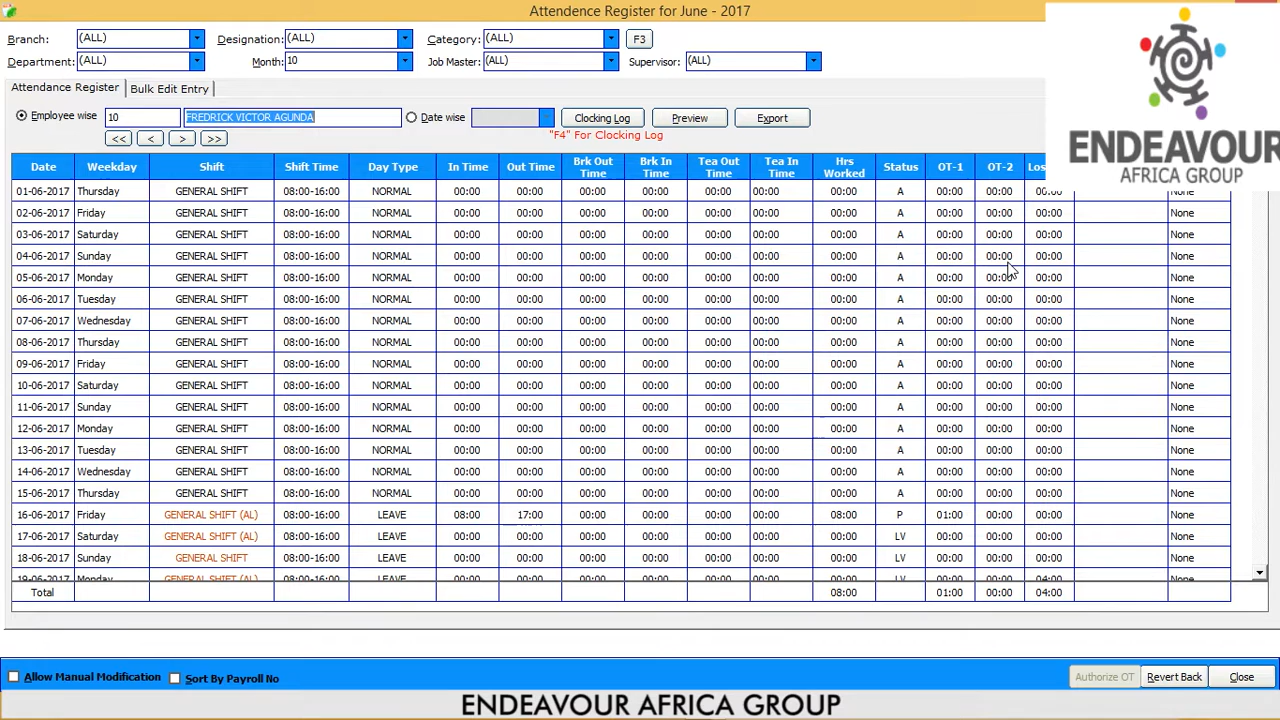 Attendence Register for June - 2017
Branch: (ALL) Designation: (ALL) Category: (ALL) F3
Department: (ALL) Month: 10 Job Master: (ALL) Supervisor: (ALL)
Attendance Register Bulk Edit Entry
Employee wise 10 FREDRICK VICTOR AGUNDA Date wise Clocking Log Preview Export
"F4" For Clocking Log
<< < > >>
ENDEAVOUR
AFRICA GROUP
Date Weekday Shift Shift Time Day Type In Time Out Time Brk Out Time Brk In Time Tea Out Time Tea In Time Hrs Worked Status OT-1 OT-2
01-06-2017 Thursday GENERAL SHIFT 08:00-16:00 NORMAL 00:00 00:00 00:00 00:00 00:00 00:00 00:00 A 00:00 00:00 00:00 None
02-06-2017 Friday GENERAL SHIFT 08:00-16:00 NORMAL 00:00 00:00 00:00 00:00 00:00 00:00 00:00 A 00:00 00:00 00:00 None
03-06-2017 Saturday GENERAL SHIFT 08:00-16:00 NORMAL 00:00 00:00 00:00 00:00 00:00 00:00 00:00 A 00:00 00:00 00:00 None
04-06-2017 Sunday GENERAL SHIFT 08:00-16:00 NORMAL 00:00 00:00 00:00 00:00 00:00 00:00 00:00 A 00:00 00:00 00:00 None
05-06-2017 Monday GENERAL SHIFT 08:00-16:00 NORMAL 00:00 00:00 00:00 00:00 00:00 00:00 00:00 A 00:00 00:00 00:00 None
06-06-2017 Tuesday GENERAL SHIFT 08:00-16:00 NORMAL 00:00 00:00 00:00 00:00 00:00 00:00 00:00 A 00:00 00:00 00:00 None
07-06-2017 Wednesday GENERAL SHIFT 08:00-16:00 NORMAL 00:00 00:00 00:00 00:00 00:00 00:00 00:00 A 00:00 00:00 00:00 None
08-06-2017 Thursday GENERAL SHIFT 08:00-16:00 NORMAL 00:00 00:00 00:00 00:00 00:00 00:00 00:00 A 00:00 00:00 00:00 None
09-06-2017 Friday GENERAL SHIFT 08:00-16:00 NORMAL 00:00 00:00 00:00 00:00 00:00 00:00 00:00 A 00:00 00:00 00:00 None
10-06-2017 Saturday GENERAL SHIFT 08:00-16:00 NORMAL 00:00 00:00 00:00 00:00 00:00 00:00 00:00 A 00:00 00:00 00:00 None
11-06-2017 Sunday GENERAL SHIFT 08:00-16:00 NORMAL 00:00 00:00 00:00 00:00 00:00 00:00 00:00 A 00:00 00:00 00:00 None
12-06-2017 Monday GENERAL SHIFT 08:00-16:00 NORMAL 00:00 00:00 00:00 00:00 00:00 00:00 00:00 A 00:00 00:00 00:00 None
13-06-2017 Tuesday GENERAL SHIFT 08:00-16:00 NORMAL 00:00 00:00 00:00 00:00 00:00 00:00 00:00 A 00:00 00:00 00:00 None
14-06-2017 Wednesday GENERAL SHIFT 08:00-16:00 NORMAL 00:00 00:00 00:00 00:00 00:00 00:00 00:00 A 00:00 00:00 00:00 None
15-06-2017 Thursday GENERAL SHIFT 08:00-16:00 NORMAL 00:00 00:00 00:00 00:00 00:00 00:00 00:00 A 00:00 00:00 00:00 None
16-06-2017 Friday GENERAL SHIFT (AL) 08:00-16:00 LEAVE 08:00 17:00 00:00 00:00 00:00 00:00 08:00 P 01:00 00:00 00:00 None
17-06-2017 Saturday GENERAL SHIFT (AL) 08:00-16:00 LEAVE 00:00 00:00 00:00 00:00 00:00 00:00 00:00 LV 00:00 00:00 00:00 None
18-06-2017 Sunday GENERAL SHIFT 08:00-16:00 LEAVE 00:00 00:00 00:00 00:00 00:00 00:00 00:00 LV 00:00 00:00 00:00 None
19-06-2017 Monday GENERAL SHIFT (AL) 08:00-16:00 LEAVE 00:00 00:00 00:00 00:00 00:00 00:00 00:00 LV 00:00 00:00 04:00 None
Total 08:00 01:00 00:00 04:00
Allow Manual Modification Sort By Payroll No Authorize OT Revert Back Close
ENDEAVOUR AFRICA GROUP